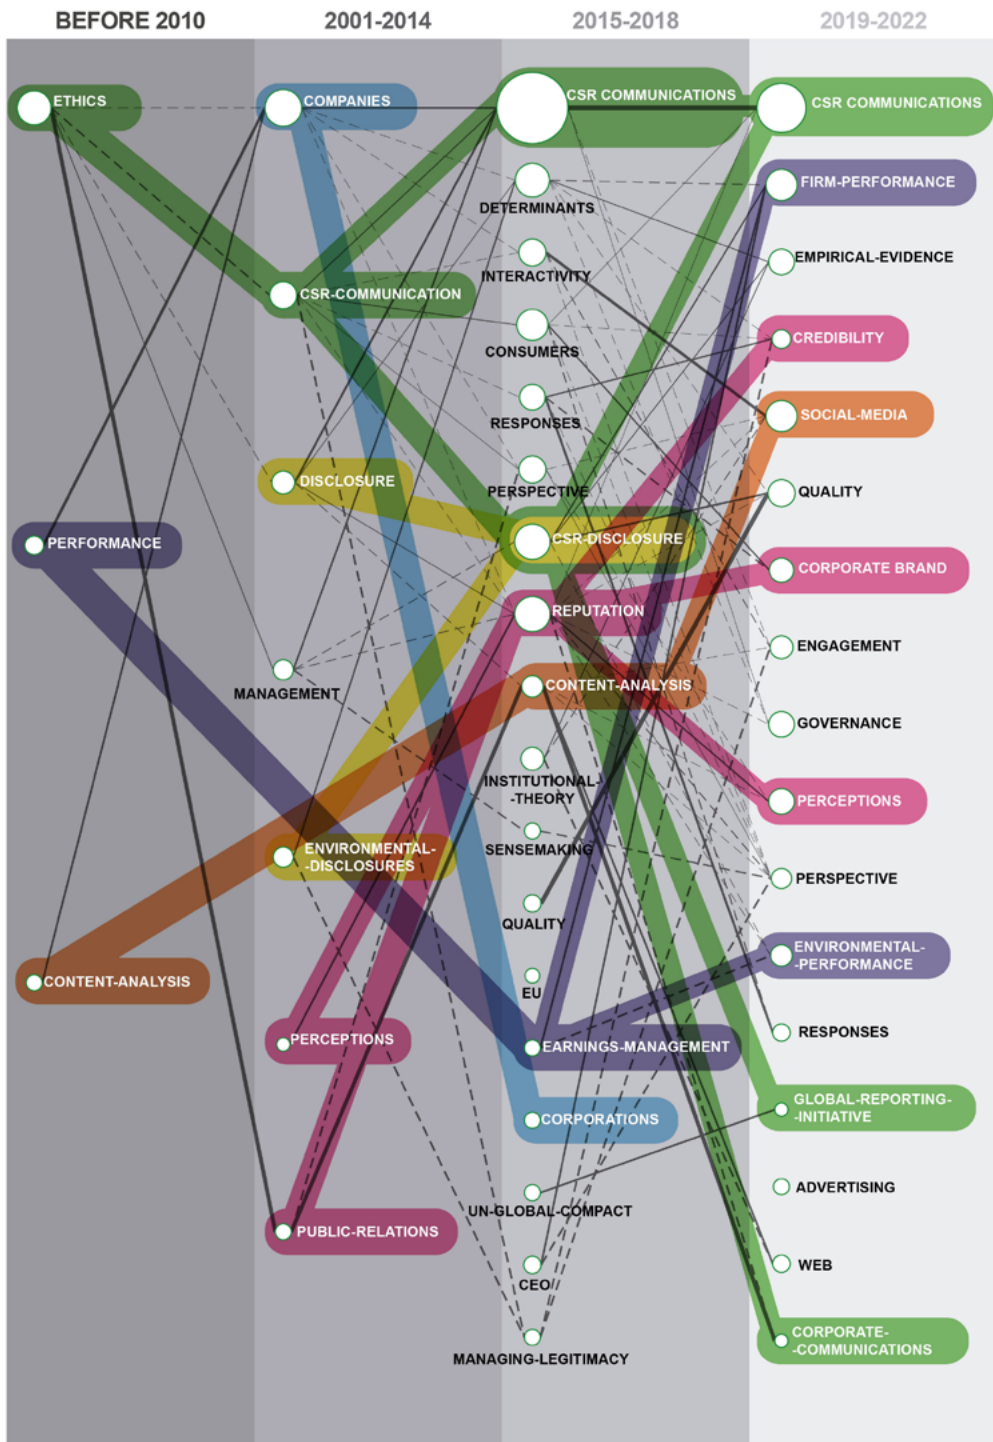 BEFORE 2010
2001-2014
2015-2018
2019-2022
ETHICS
PERFORMANCE
CONTENT-ANALYSIS
COMPANIES
CSR-COMMUNICATION
DISCLOSURE
MANAGEMENT
ENVIRONMENTAL-
-DISCLOSURES
PERCEPTIONS
PUBLIC-RELATIONS
CSR COMMUNICATIONS
DETERMINANTS
INTERACTIVITY
CONSUMERS
RESPONSES
PERSPECTIVE
CSR-DISCLOSURE
REPUTATION
CONTENT-ANALYSIS
INSTITUTIONAL-
-THEORY
SENSEMAKING
QUALITY
EU
EARNINGS-MANAGEMENT
CORPORATIONS
UN-GLOBAL-COMPACT
CEO
MANAGING-LEGITIMACY
CSR COMMUNICATIONS
FIRM-PERFORMANCE
EMPIRICAL-EVIDENCE
CREDIBILITY
SOCIAL-MEDIA
QUALITY
CORPORATE BRAND
ENGAGEMENT
GOVERNANCE
PERCEPTIONS
PERSPECTIVE
ENVIRONMENTAL-
-PERFORMANCE
RESPONSES
GLOBAL-REPORTING-
-INITIATIVE
ADVERTISING
WEB
CORPORATE-
-COMMUNICATIONS